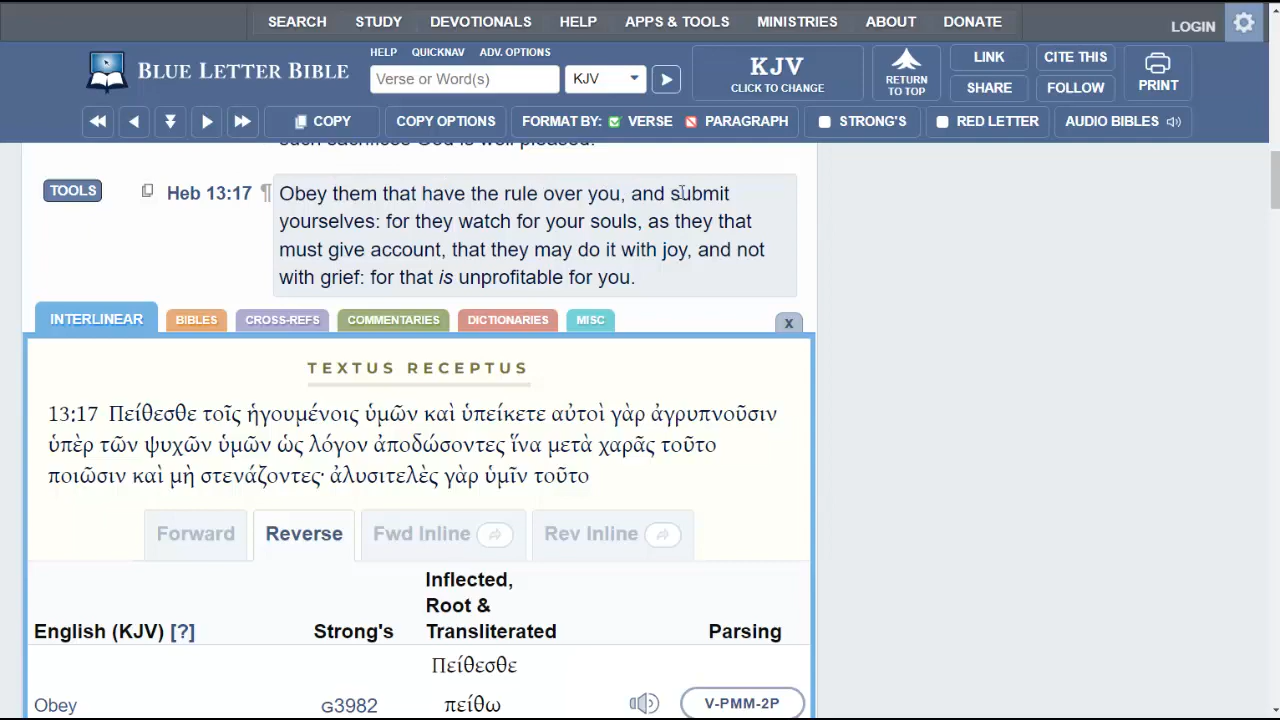 SEARCH STUDY DEVOTIONALS HELP APPS & TOOLS MINISTRIES ABOUT DONATE LOGIN
HELP QUICKNAV ADV. OPTIONS
BLUE LETTER BIBLE
Verse or Word(s) KJV
KJV
CLICK TO CHANGE
RETURN
TO TOP
LINK CITE THIS
SHARE FOLLOW
PRINT
COPY COPY OPTIONS FORMAT BY: VERSE PARAGRAPH STRONG'S RED LETTER AUDIO BIBLES
such sacrifices God is well pleased.
TOOLS Heb 13:17 ¶ Obey them that have the rule over you, and submit
yourselves: for they watch for your souls, as they that
must give account, that they may do it with joy, and not
with grief: for that is unprofitable for you.
INTERLINEAR BIBLES CROSS-REFS COMMENTARIES DICTIONARIES MISC x
TEXTUS RECEPTUS
13:17 Πείθεσθε τοῖς ἡγουμένοις ὑμῶν καὶ ὑπείκετε αὐτοὶ γὰρ ἀγρυπνοῦσιν
ὑπὲρ τῶν ψυχῶν ὑμῶν ὡς λόγον ἀποδώσοντες ἵνα μετὰ χαρᾶς τοῦτο
ποιῶσιν καὶ μὴ στενάζοντες· ἀλυσιτελὲς γὰρ ὑμῖν τοῦτο
Forward Reverse Fwd Inline Rev Inline
Inflected,
Root &
English (KJV) [?] Strong's Transliterated Parsing
Πείθεσθε
Obey G3982 πείθω V-PMM-2P